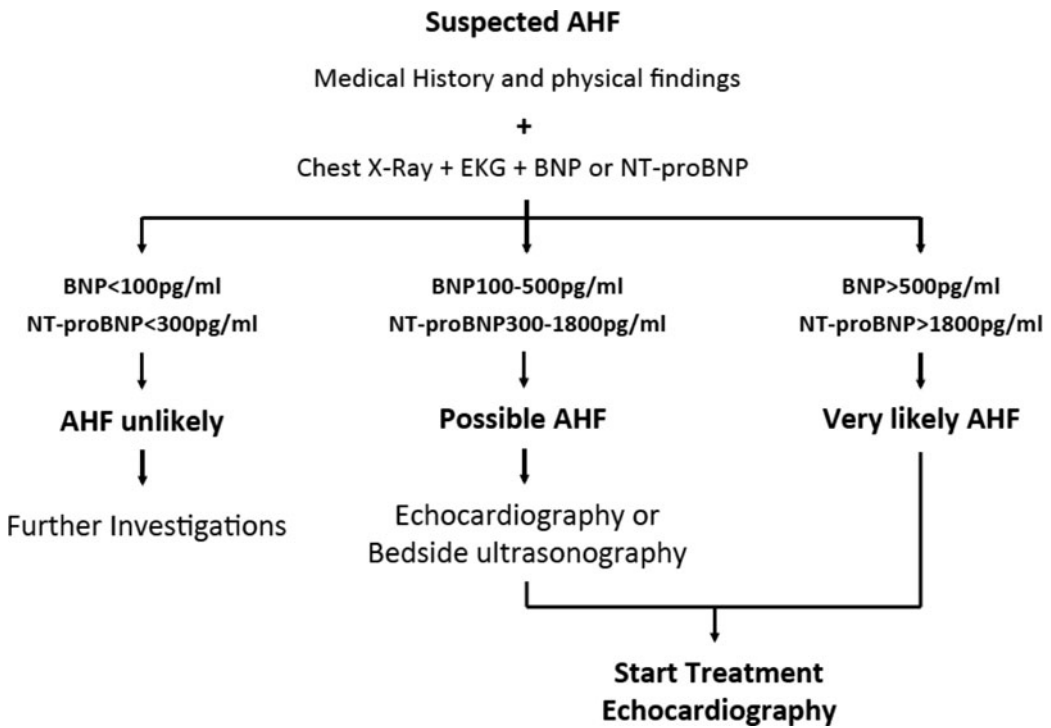 Suspected AHF
Medical History and physical findings
+
Chest X-Ray + EKG + BNP or NT-proBNP
BNP<100pg/ml
NT-proBNP<300pg/ml
AHF unlikely
Further Investigations
BNP100-500pg/ml
NT-proBNP300-1800pg/ml
Possible AHF
Echocardiography or
Bedside ultrasonography
BNP>500pg/ml
NT-proBNP>1800pg/ml
Very likely AHF
Start Treatment
Echocardiography